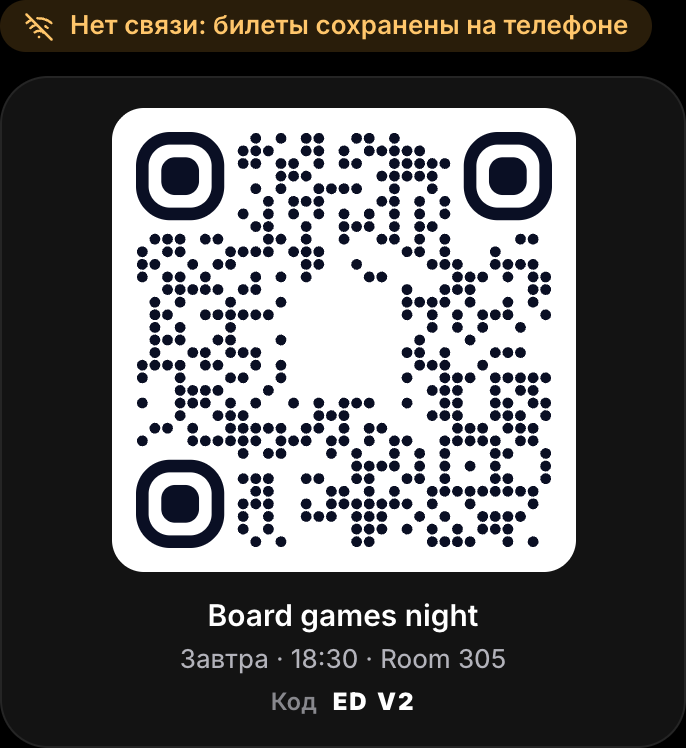 Нет связи: билеты сохранены на телефоне
Board games night
Завтра · 18:30 · Room 305
Код ED V2